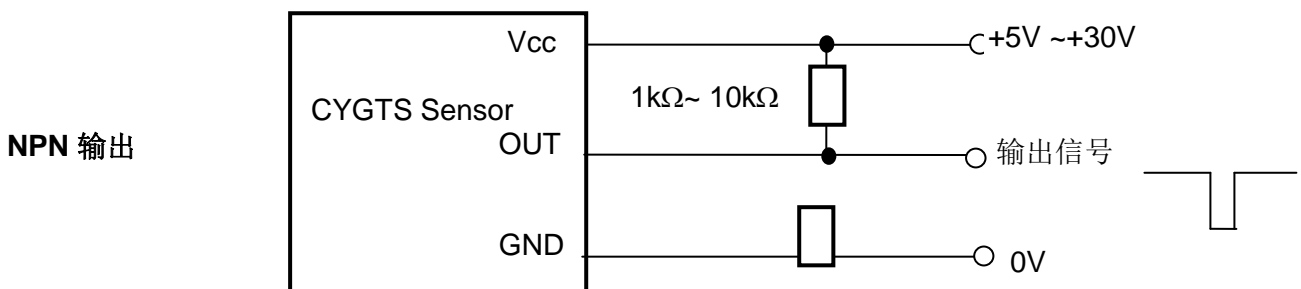 Vcc
+5V ~+30V
1kΩ~ 10kΩ
CYGTS Sensor
NPN 输出
OUT
输出信号
GND
0V